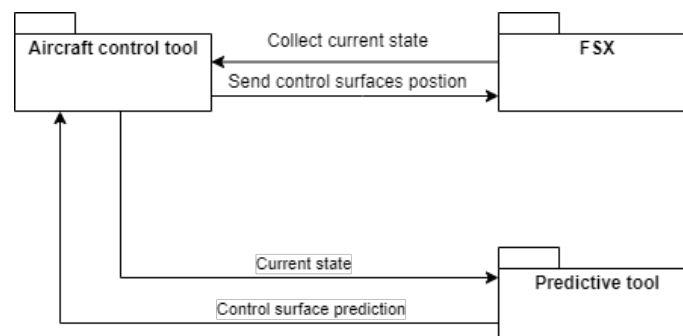 Collect current state
Aircraft control tool
FSX
Send control surfaces postion
Current state
Predictive tool
Control surface prediction